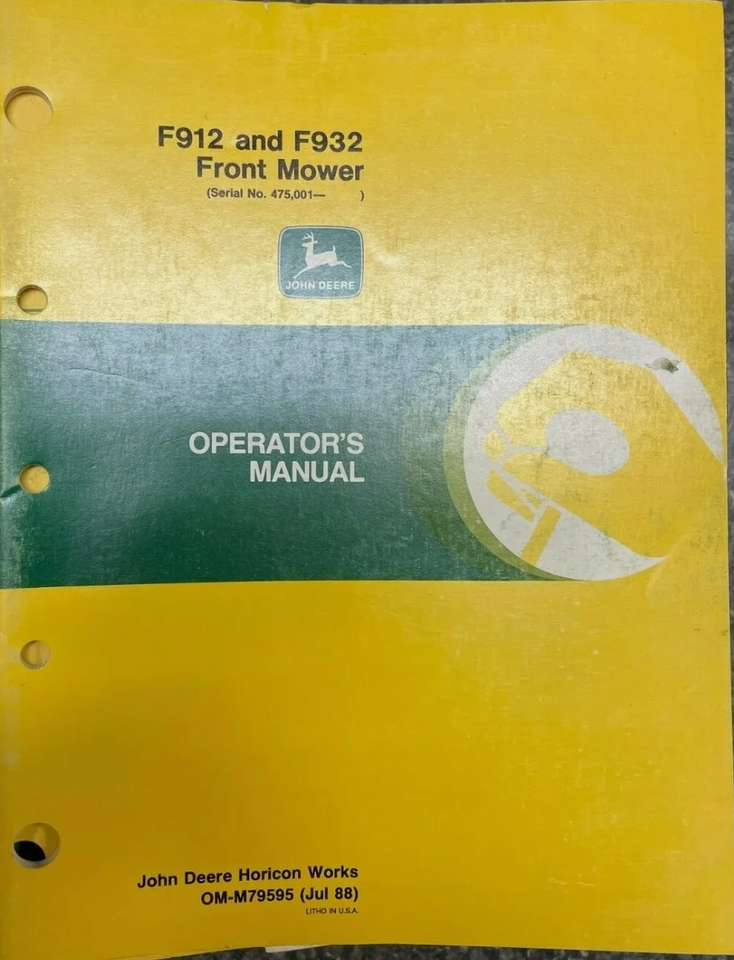 F912 and F932
Front Mower
(Serial No. 475,001— )
JOHN DEERE
OPERATOR'S
MANUAL
John Deere Horicon Works
OM-M79595 (Jul 88)
LITHO IN U.S.A.